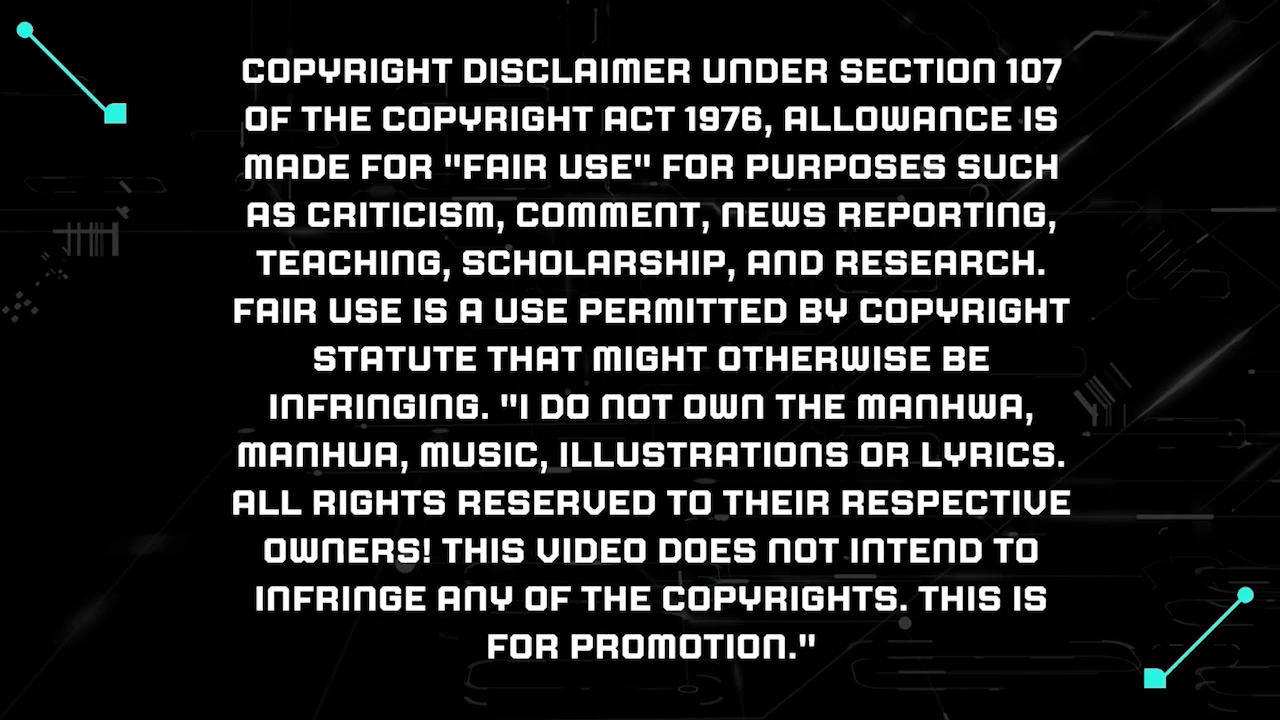 COPYRIGHT DISCLAIMER UNDER SECTION 107
OF THE COPYRIGHT ACT 1976, ALLOWANCE IS
MADE FOR "FAIR USE" FOR PURPOSES SUCH
AS CRITICISM, COMMENT, NEWS REPORTING,
TEACHING, SCHOLARSHIP, AND RESEARCH.
FAIR USE IS A USE PERMITTED BY COPYRIGHT
STATUTE THAT MIGHT OTHERWISE BE
INFRINGING. "I DO NOT OWN THE MANHWA,
MANHUA, MUSIC, ILLUSTRATIONS OR LYRICS.
ALL RIGHTS RESERVED TO THEIR RESPECTIVE
OWNERS! THIS VIDEO DOES NOT INTEND TO
INFRINGE ANY OF THE COPYRIGHTS. THIS IS
FOR PROMOTION."